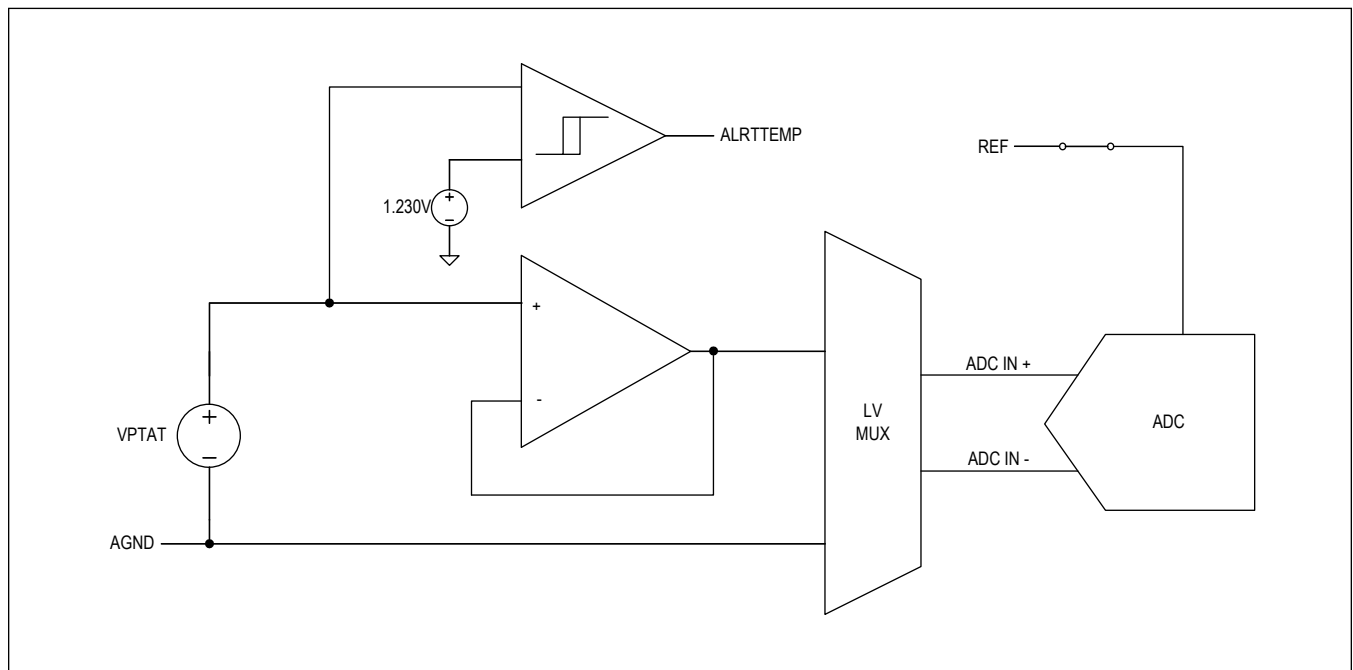 ALRTTEMP
REF
+
1.230V
−
+
ADC IN +
-
LV
MUX
ADC
+
VPTAT
−
ADC IN -
AGND